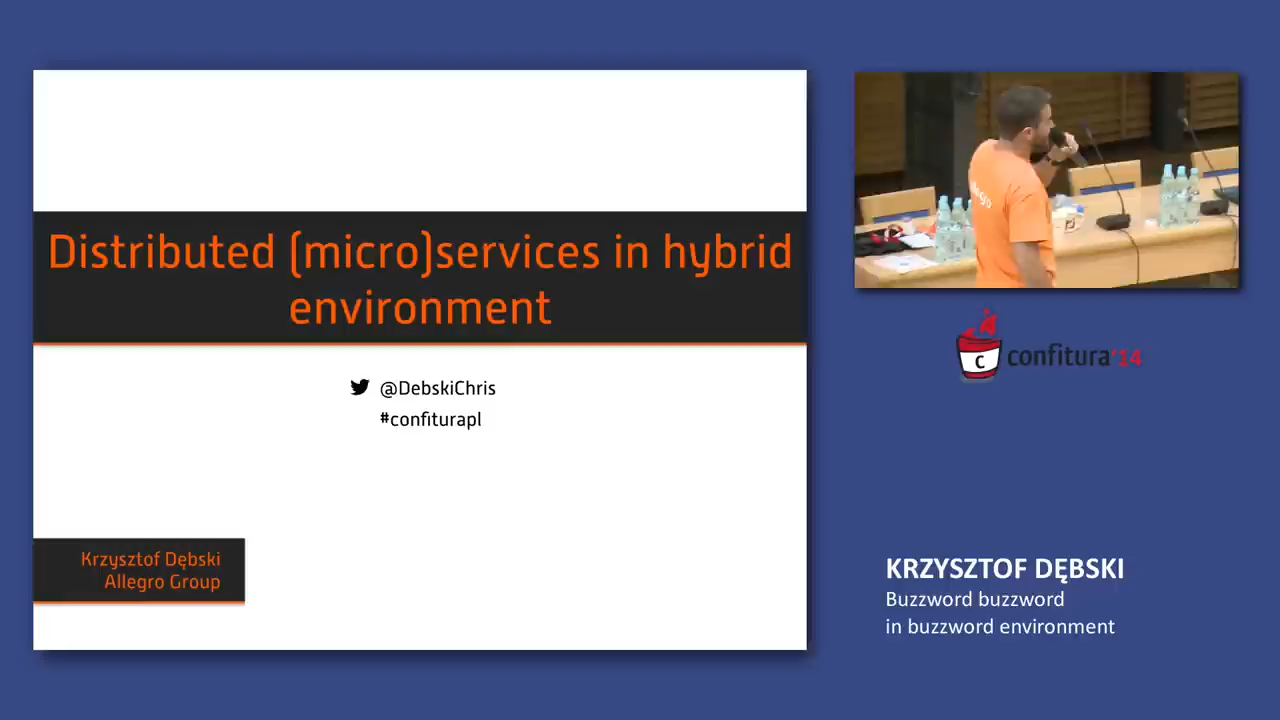 Distributed (micro)services in hybrid
environment
@DebskiChris
#confiturapl
Krzysztof Dębski
Allegro Group
C confitura'14
KRZYSZTOF DĘBSKI
Buzzword buzzword
in buzzword environment